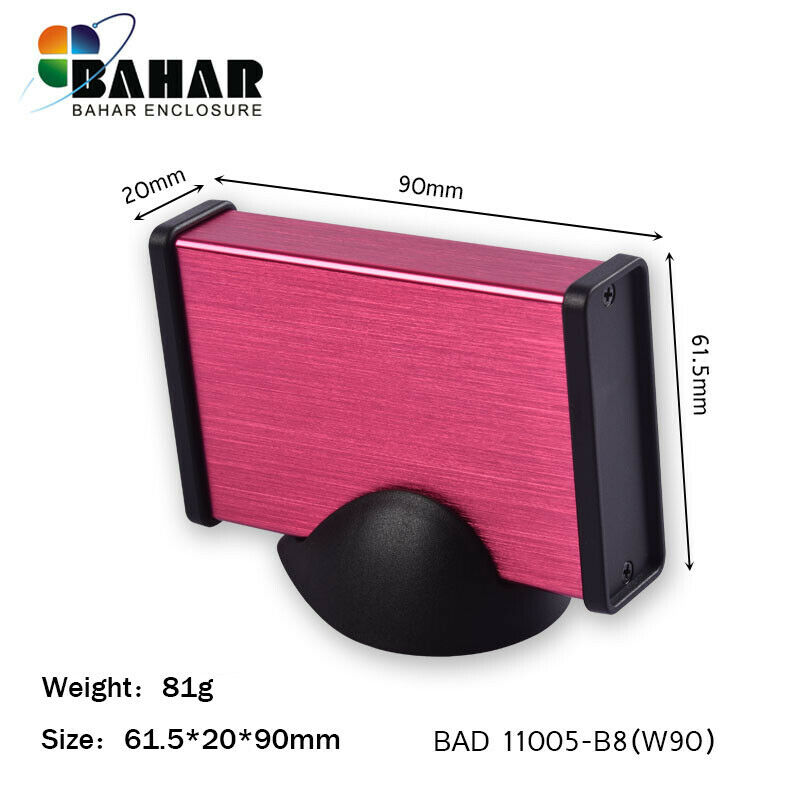 BAHAR
BAHAR ENCLOSURE
20mm
90mm
61.5mm
Weight: 81g
Size: 61.5*20*90mm
BAD 11005-B8(W90)